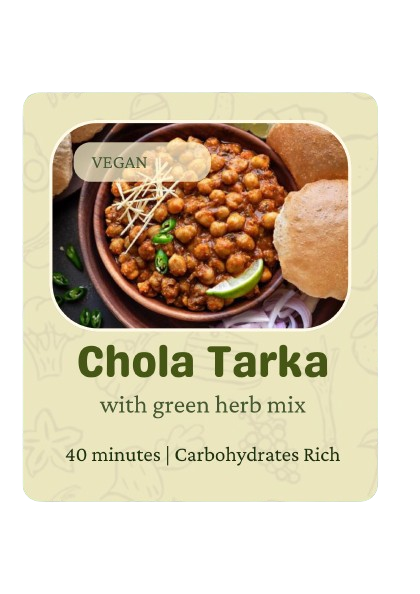 VEGAN
Chola Tarka
with green herb mix
40 minutes | Carbohydrates Rich